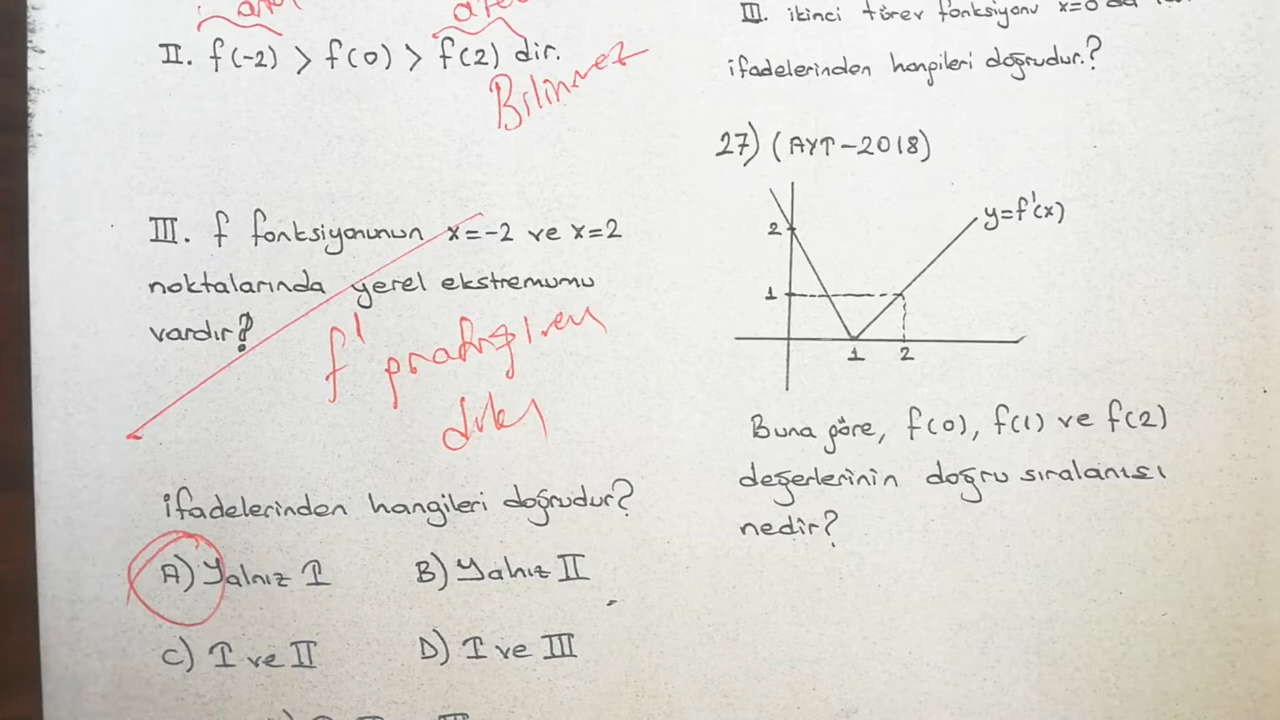 II. f(-2) > f(0) > f(2) dir.
Bilinmez
III. f fonksiyonunun x=-2 ve x=2
noktalarında yerel ekstremumu
vardır?
f'
ifadelerinden hangileri doğrudur?
A) Yalnız I B) Yalnız II
C) I ve II D) I ve III
III. ikinci türev fonksiyonu x=0
ifadelerinden hangileri doğrudur.?
27) (AYT-2018)
y=f'(x)
2
1
1 2
Buna göre, f(0), f(1) ve f(2)
değerlerinin doğru sıralanışı
nedir?